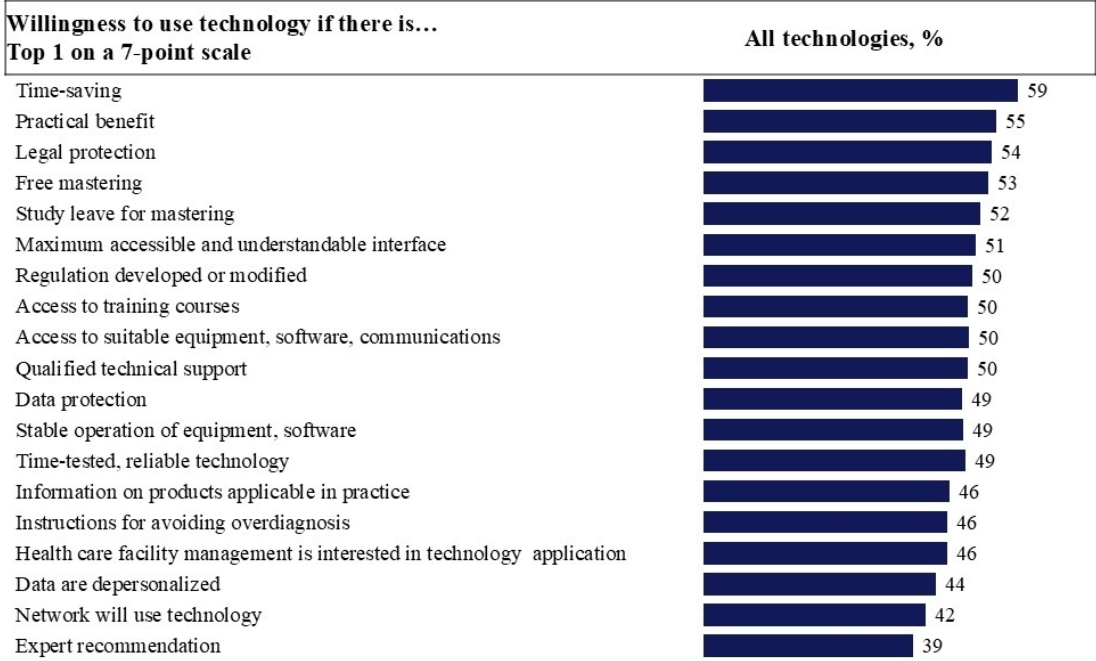 Willingness to use technology if there is…
Top 1 on a 7-point scale
All technologies, %
Time-saving 59
Practical benefit 55
Legal protection 54
Free mastering 53
Study leave for mastering 52
Maximum accessible and understandable interface 51
Regulation developed or modified 50
Access to training courses 50
Access to suitable equipment, software, communications 50
Qualified technical support 50
Data protection 49
Stable operation of equipment, software 49
Time-tested, reliable technology 49
Information on products applicable in practice 46
Instructions for avoiding overdiagnosis 46
Health care facility management is interested in technology application 46
Data are depersonalized 44
Network will use technology 42
Expert recommendation 39